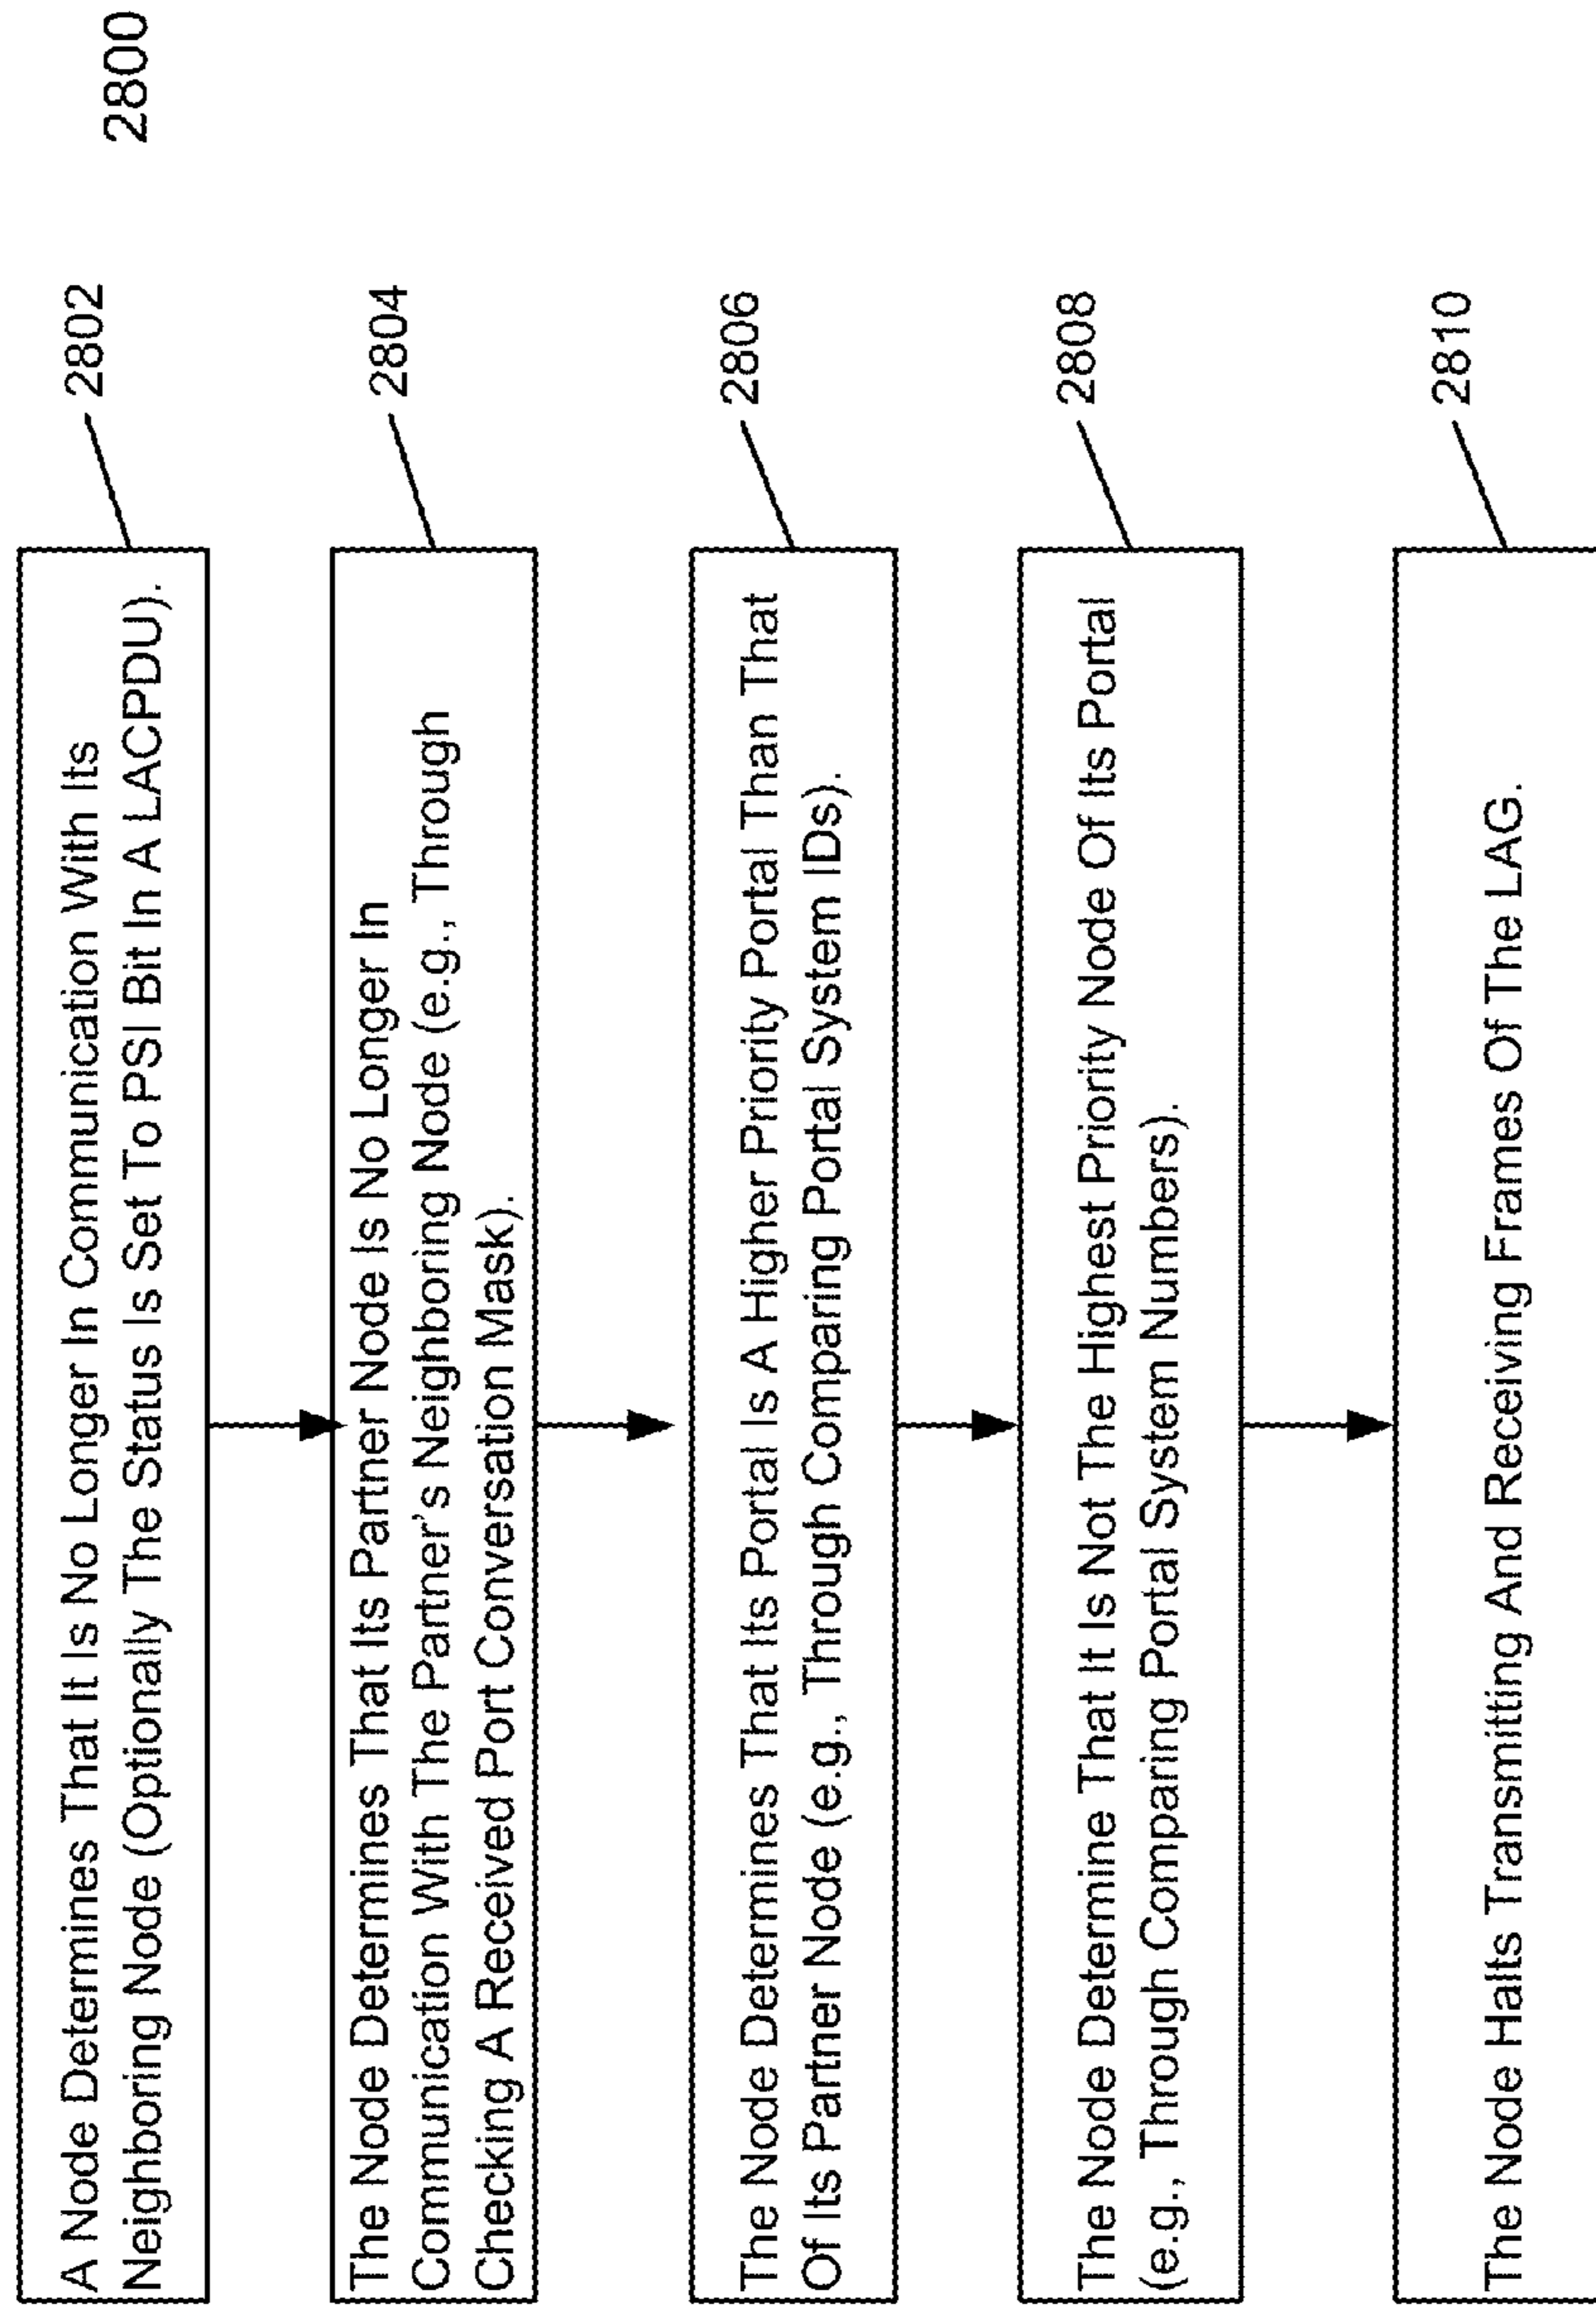 2800
A Node Determines That It Is No Longer In Communication With Its
Neighboring Node (Optionally The Status Is Set To PSI Bit In A LACPDU).
2802
The Node Determines That Its Partner Node Is No Longer In
Communication With The Partner's Neighboring Node (e.g., Through
Checking A Received Port Conversation Mask).
2804
The Node Determines That Its Portal Is A Higher Priority Portal Than That
Of Its Partner Node (e.g., Through Comparing Portal System IDs).
2806
The Node Determine That It Is Not The Highest Priority Node Of Its Portal
(e.g., Through Comparing Portal System Numbers).
2808
The Node Halts Transmitting And Receiving Frames Of The LAG.
2810